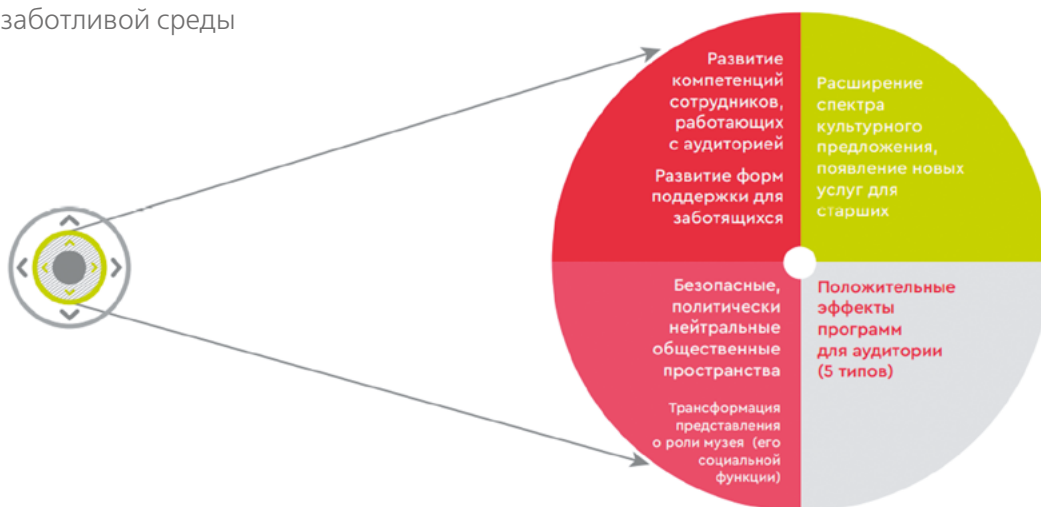 заботливой среды
Развитие
компетенций
сотрудников,
работающих
с аудиторией
Развитие форм
поддержки для
заботящихся
Расширение
спектра
культурного
предложения,
появление новых
услуг для
старших
Безопасные,
политически
нейтральные
общественные
пространства
Трансформация
представления
о роли музея (его
социальной
функции)
Положительные
эффекты
программ
для аудитории
(5 типов)